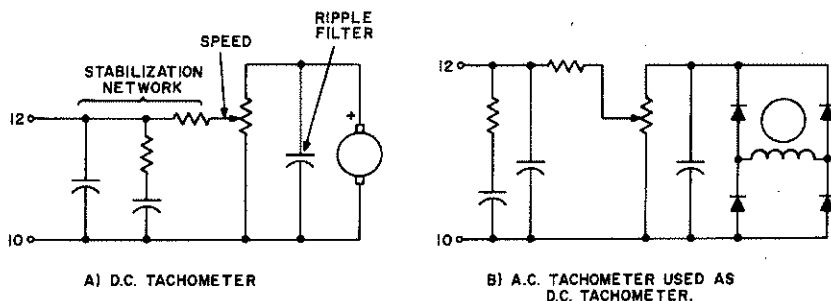 RIPPLE
FILTER
SPEED
STABILIZATION
NETWORK
12
+
10
A) D.C. TACHOMETER
12
10
B) A.C. TACHOMETER USED AS
D.C. TACHOMETER.